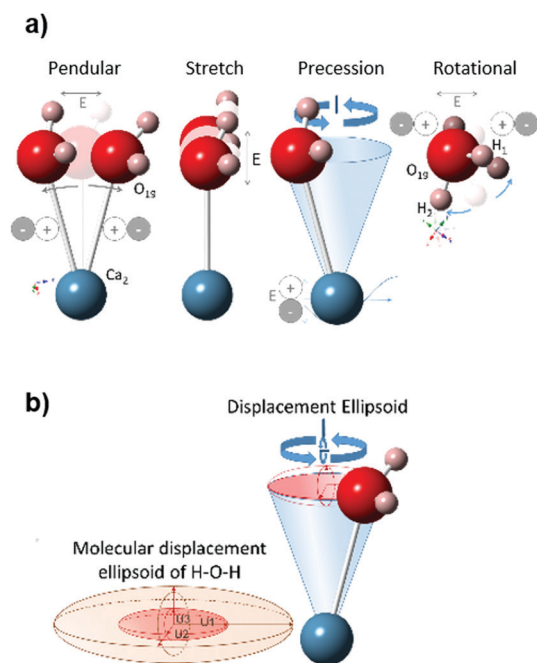 a)
Pendular Stretch Precession Rotational
E
E
E
E
- + + -
O19
Ca2
- + + -
H1
O19
H2
+
-
b)
Displacement Ellipsoid
Molecular displacement
ellipsoid of H-O-H
U3
U1
U2